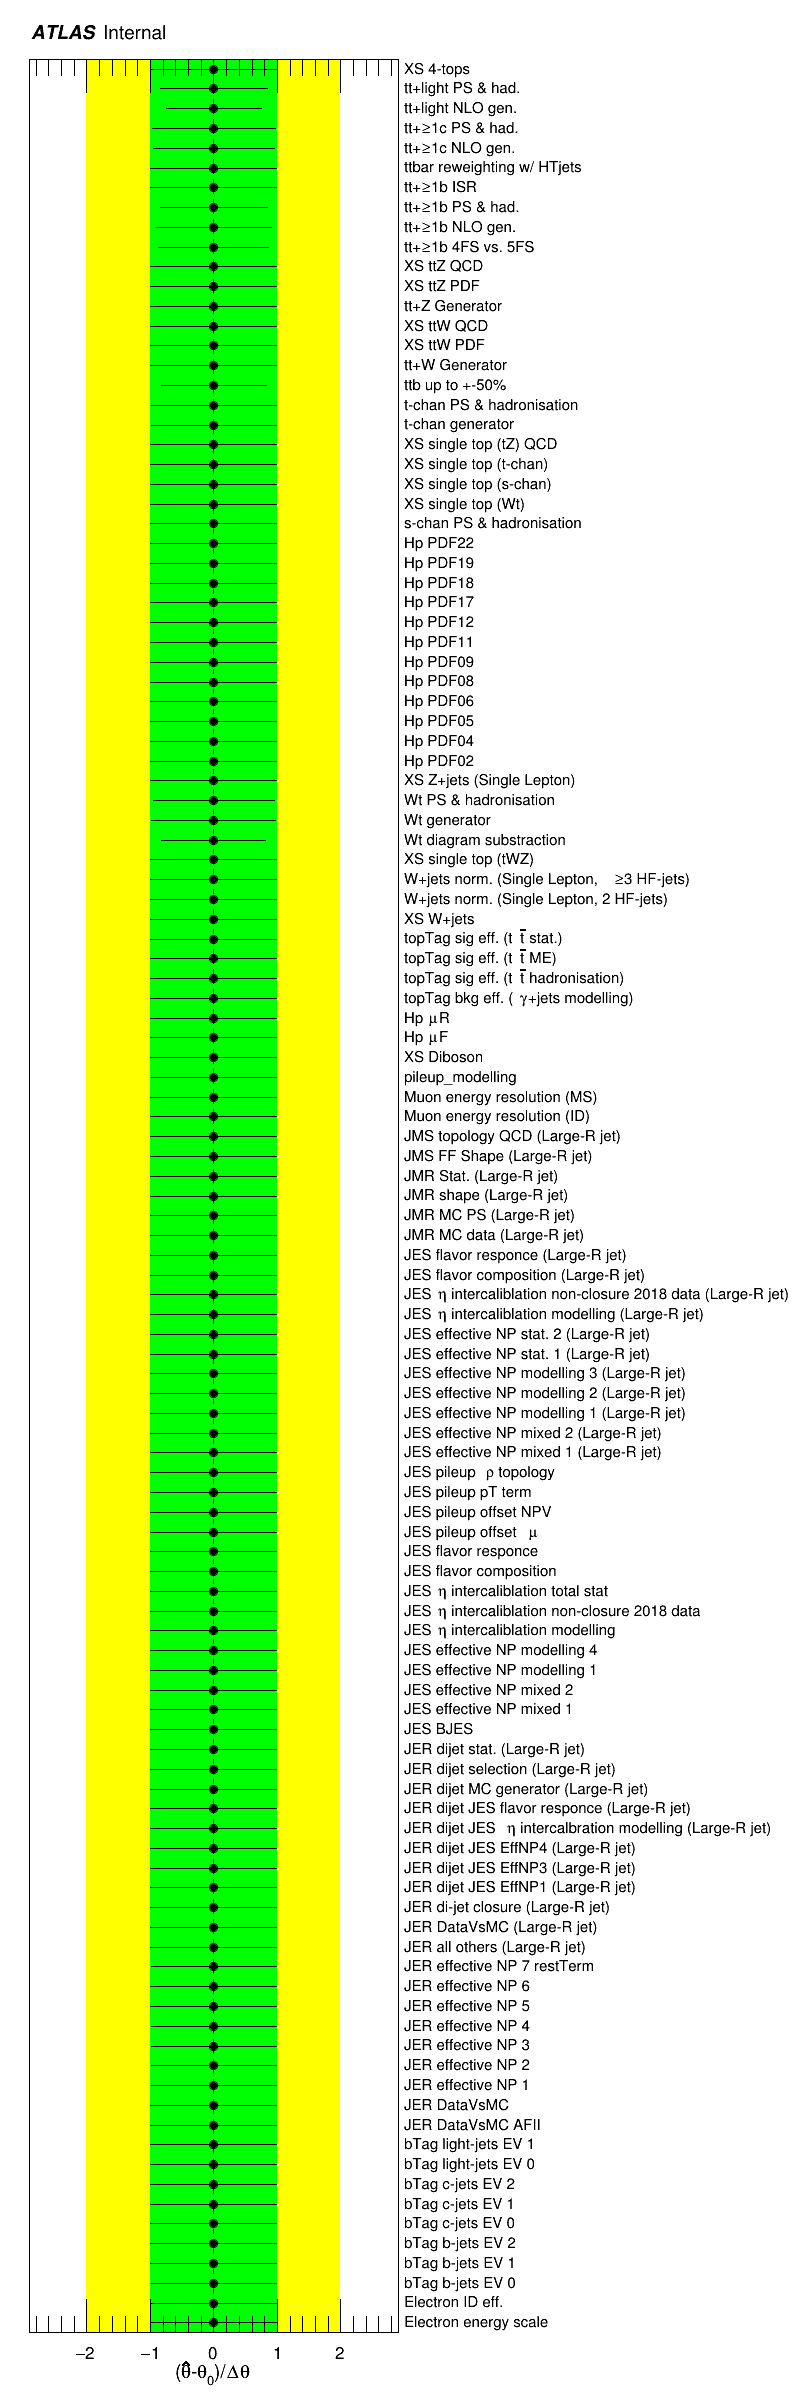 ATLAS Internal
XS 4-tops
tt+light PS & had.
tt+light NLO gen.
tt+≥1c PS & had.
tt+≥1c NLO gen.
ttbar reweighting w/ HTjets
tt+≥1b ISR
tt+≥1b PS & had.
tt+≥1b NLO gen.
tt+≥1b 4FS vs. 5FS
XS ttZ QCD
XS ttZ PDF
tt+Z Generator
XS ttW QCD
XS ttW PDF
tt+W Generator
ttb up to +-50%
t-chan PS & hadronisation
t-chan generator
XS single top (tZ) QCD
XS single top (t-chan)
XS single top (s-chan)
XS single top (Wt)
s-chan PS & hadronisation
Hp PDF22
Hp PDF19
Hp PDF18
Hp PDF17
Hp PDF12
Hp PDF11
Hp PDF09
Hp PDF08
Hp PDF06
Hp PDF05
Hp PDF04
Hp PDF02
XS Z+jets (Single Lepton)
Wt PS & hadronisation
Wt generator
Wt diagram substraction
XS single top (tWZ)
W+jets norm. (Single Lepton, ≥3 HF-jets)
W+jets norm. (Single Lepton, 2 HF-jets)
XS W+jets
topTag sig eff. (t t̄ stat.)
topTag sig eff. (t t̄ ME)
topTag sig eff. (t t̄ hadronisation)
topTag bkg eff. ( γ+jets modelling)
Hp μR
Hp μF
XS Diboson
pileup_modelling
Muon energy resolution (MS)
Muon energy resolution (ID)
JMS topology QCD (Large-R jet)
JMS FF Shape (Large-R jet)
JMR Stat. (Large-R jet)
JMR shape (Large-R jet)
JMR MC PS (Large-R jet)
JMR MC data (Large-R jet)
JES flavor responce (Large-R jet)
JES flavor composition (Large-R jet)
JES η intercaliblation non-closure 2018 data (Large-R jet)
JES η intercaliblation modelling (Large-R jet)
JES effective NP stat. 2 (Large-R jet)
JES effective NP stat. 1 (Large-R jet)
JES effective NP modelling 3 (Large-R jet)
JES effective NP modelling 2 (Large-R jet)
JES effective NP modelling 1 (Large-R jet)
JES effective NP mixed 2 (Large-R jet)
JES effective NP mixed 1 (Large-R jet)
JES pileup ρ topology
JES pileup pT term
JES pileup offset NPV
JES pileup offset μ
JES flavor responce
JES flavor composition
JES η intercaliblation total stat
JES η intercaliblation non-closure 2018 data
JES η intercaliblation modelling
JES effective NP modelling 4
JES effective NP modelling 1
JES effective NP mixed 2
JES effective NP mixed 1
JES BJES
JER dijet stat. (Large-R jet)
JER dijet selection (Large-R jet)
JER dijet MC generator (Large-R jet)
JER dijet JES flavor responce (Large-R jet)
JER dijet JES η intercalbration modelling (Large-R jet)
JER dijet JES EffNP4 (Large-R jet)
JER dijet JES EffNP3 (Large-R jet)
JER dijet JES EffNP1 (Large-R jet)
JER di-jet closure (Large-R jet)
JER DataVsMC (Large-R jet)
JER all others (Large-R jet)
JER effective NP 7 restTerm
JER effective NP 6
JER effective NP 5
JER effective NP 4
JER effective NP 3
JER effective NP 2
JER effective NP 1
JER DataVsMC
JER DataVsMC AFII
bTag light-jets EV 1
bTag light-jets EV 0
bTag c-jets EV 2
bTag c-jets EV 1
bTag c-jets EV 0
bTag b-jets EV 2
bTag b-jets EV 1
bTag b-jets EV 0
Electron ID eff.
Electron energy scale
−2 −1 0 1 2
(θ̂-θ₀)/Δθ